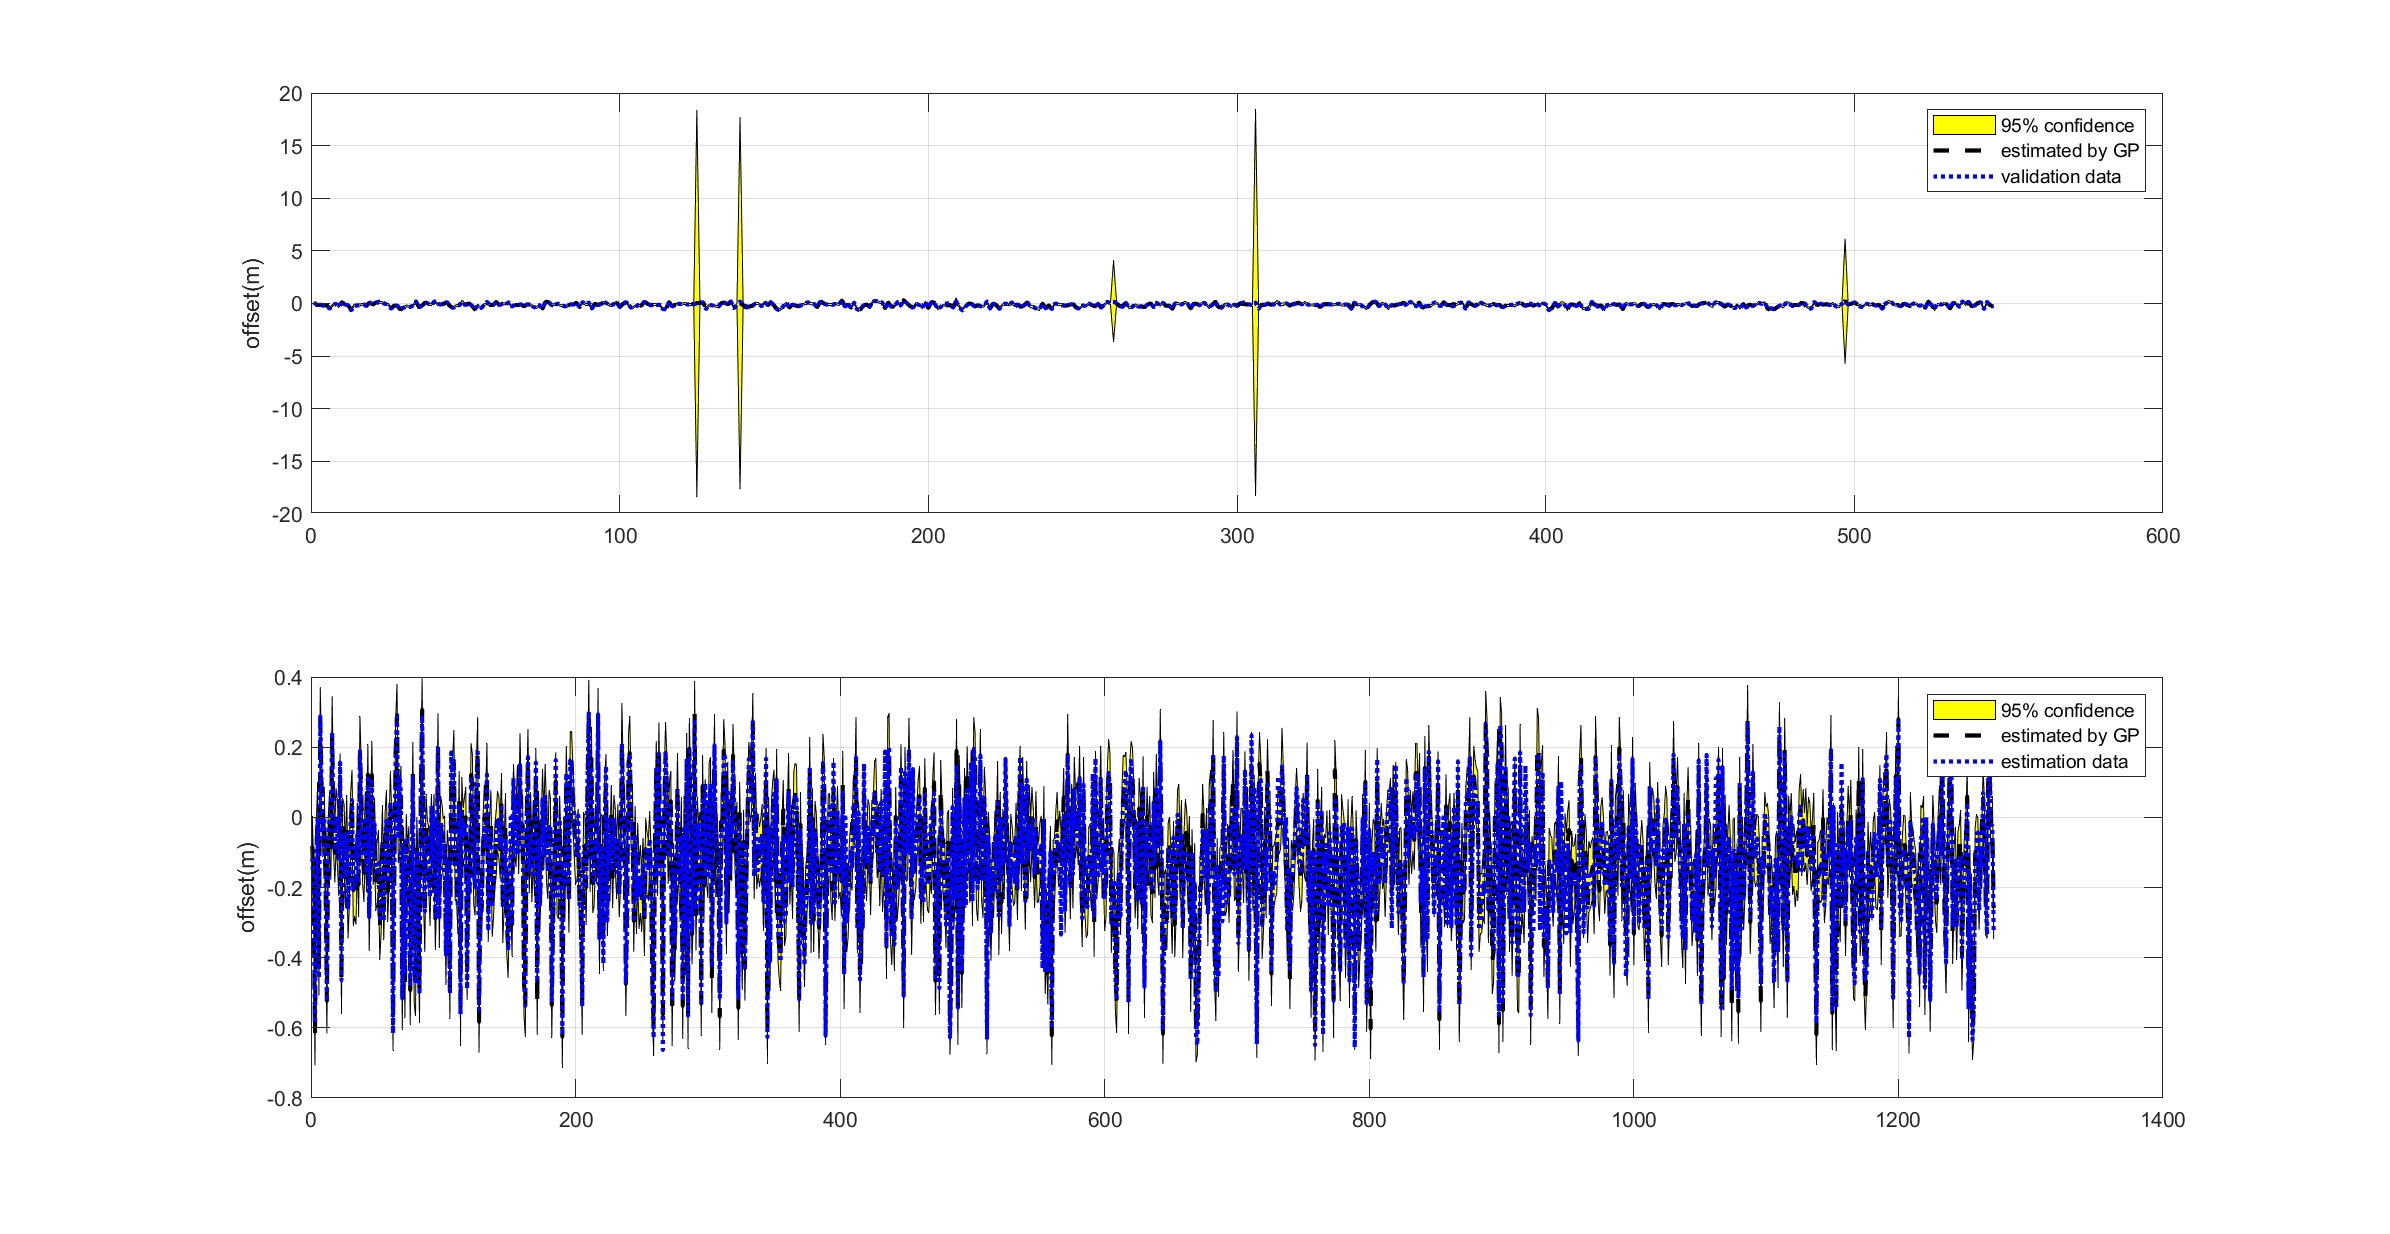 20
15
10
5
0
-5
-10
-15
-20
offset(m)
0 100 200 300 400 500 600
95% confidence
estimated by GP
validation data
0.4
0.2
0
-0.2
-0.4
-0.6
-0.8
offset(m)
0 200 400 600 800 1000 1200 1400
95% confidence
estimated by GP
estimation data